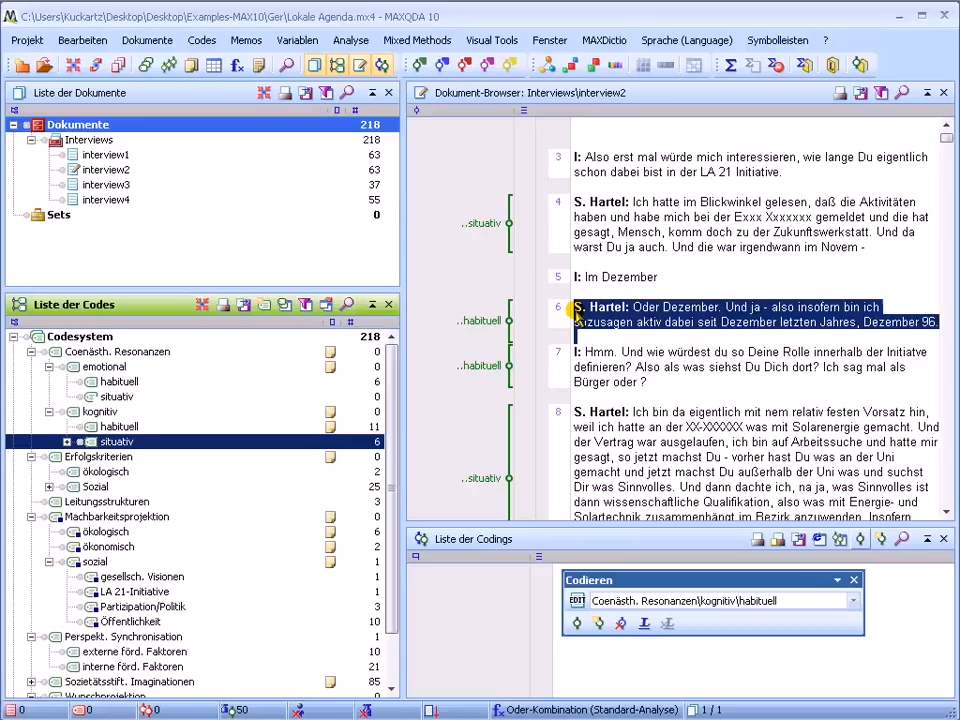 C:\Users\Kuckartz\Desktop\Desktop\Examples-MAX10\Ger\Lokale Agenda.mx4 - MAXQDA 10
Projekt Bearbeiten Dokumente Codes Memos Variablen Analyse Mixed Methods Visual Tools Fenster MAXDictio Sprache (Language) Symbolleisten ?
Liste der Dokumente
Dokumente 218
Interviews 218
interview1 63
interview2 63
interview3 37
interview4 55
Sets 0
Liste der Codes
Codesystem 218
Coenästh. Resonanzen 0
emotional 0
habituell 6
situativ 0
kognitiv 0
habituell 11
situativ 6
Erfolgskriterien 0
ökologisch 2
Sozial 25
Leitungsstrukturen 3
Machbarkeitsprojektion 0
ökologisch 6
ökonomisch 2
sozial 1
gesellsch. Visionen 1
LA 21-Initiative 1
Partizipation/Politik 3
Öffentlichkeit 10
Perspekt. Synchronisation 1
externe förd. Faktoren 10
interne förd. Faktoren 21
Sozietätsstift. Imaginationen 85
Wunschprojektion
Dokument-Browser: Interviews\interview2
3 I: Also erst mal würde mich interessieren, wie lange Du eigentlich
schon dabei bist in der LA 21 Initiative.
4 S. Hartel: Ich hatte im Blickwinkel gelesen, daß die Aktivitäten
haben und habe mich bei der Exxx Xxxxxxx gemeldet und die hat
..situativ
gesagt, Mensch, komm doch zu der Zukunftswerkstatt. Und da
warst Du ja auch. Und die war irgendwann im Novem -
5 I: Im Dezember
6 S. Hartel: Oder Dezember. Und ja - also insofern bin ich
..habituell
zuzusagen aktiv dabei seit Dezember letzten Jahres, Dezember 96.
7 I: Hmm. Und wie würdest du so Deine Rolle innerhalb der Initiatve
..habituell
definieren? Also als was siehst Du Dich dort? Ich sag mal als
Bürger oder ?
8 S. Hartel: Ich bin da eigentlich mit nem relativ festen Vorsatz hin,
weil ich hatte an der XX-XXXXXX was mit Solarenergie gemacht. Und
der Vertrag war ausgelaufen, ich bin auf Arbeitssuche und hatte mir
gesagt, so jetzt machst Du - vorher hast Du was an der Uni
gemacht und jetzt machst Du außerhalb der Uni was und suchst
..situativ
Dir was Sinnvolles. Und dann dachte ich, na ja, was Sinnvolles ist
dann wissenschaftliche Qualifikation, also was mit Energie- und
Solartechnik zusammenhängt im Bezirk anzuwenden. Insofern
Liste der Codings
Codieren
EDIT Coenästh. Resonanzen\kognitiv\habituell
0 0 0 50 Oder-Kombination (Standard-Analyse) 1 / 1